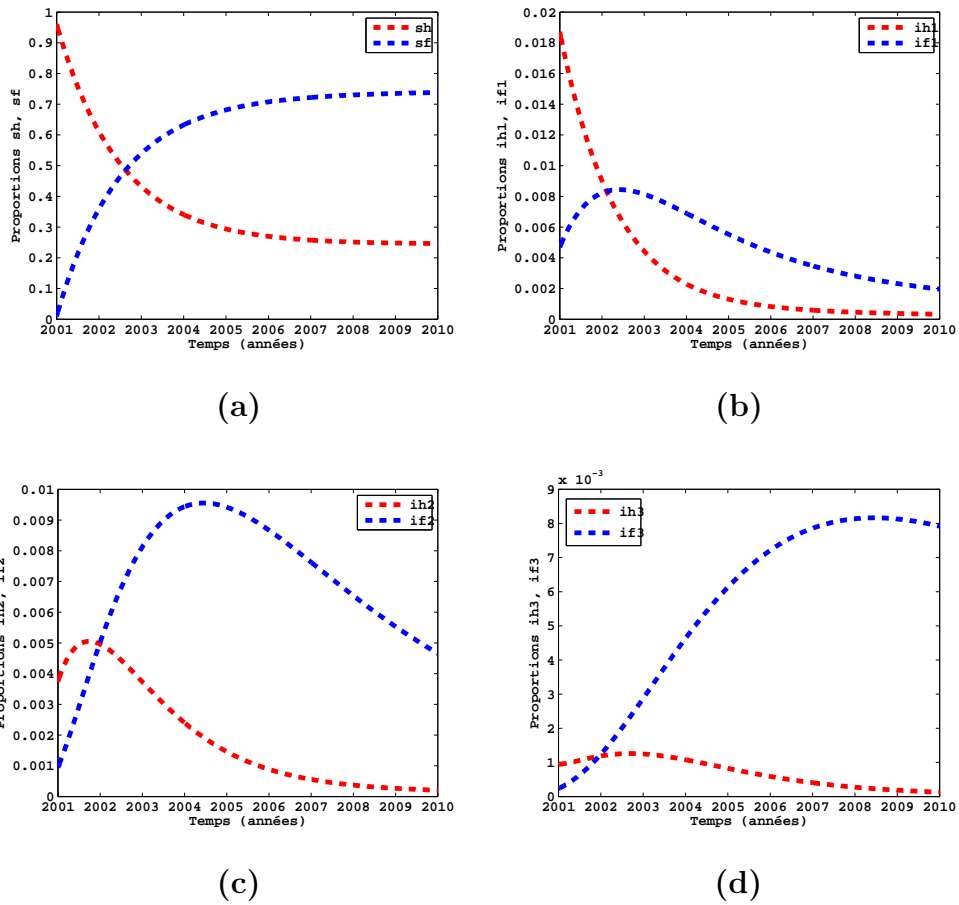 1
0.9
0.8
0.7
0.6
0.5
0.4
0.3
0.2
0.1
0
Proportions sh, sf
sh
sf
2001 2002 2003 2004 2005 2006 2007 2008 2009 2010
Temps (années)
(a)
0.02
0.018
0.016
0.014
0.012
0.01
0.008
0.006
0.004
0.002
0
Proportions ih1, if1
ih1
if1
2001 2002 2003 2004 2005 2006 2007 2008 2009 2010
Temps (années)
(b)
0.01
0.009
0.008
0.007
0.006
0.005
0.004
0.003
0.002
0.001
0
Proportions ih2, if2
ih2
if2
2001 2002 2003 2004 2005 2006 2007 2008 2009 2010
Temps (années)
(c)
x 10⁻³
9
8
7
6
5
4
3
2
1
0
Proportions ih3, if3
ih3
if3
2001 2002 2003 2004 2005 2006 2007 2008 2009 2010
Temps (années)
(d)